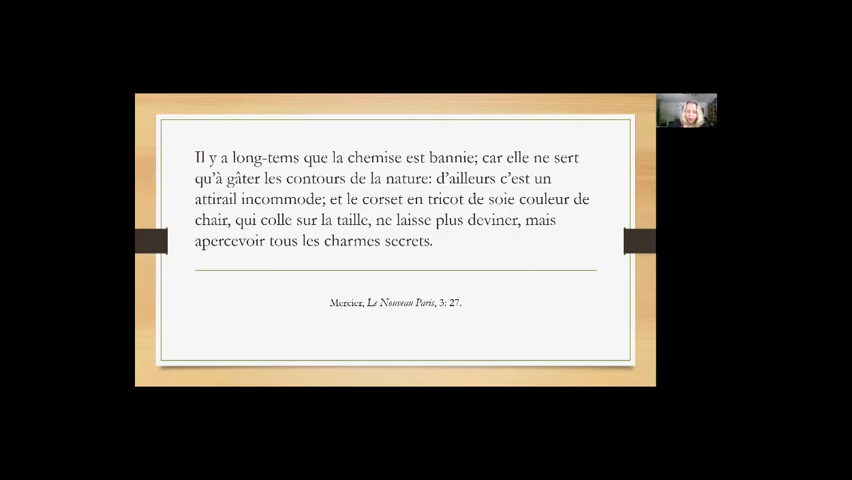 Il y a long-tems que la chemise est bannie; car elle ne sert
qu’à gâter les contours de la nature: d’ailleurs c’est un
attirail incommode; et le corset en tricot de soie couleur de
chair, qui colle sur la taille, ne laisse plus deviner, mais
apercevoir tous les charmes secrets.
Mercier, Le Nouveau Paris, 3: 27.